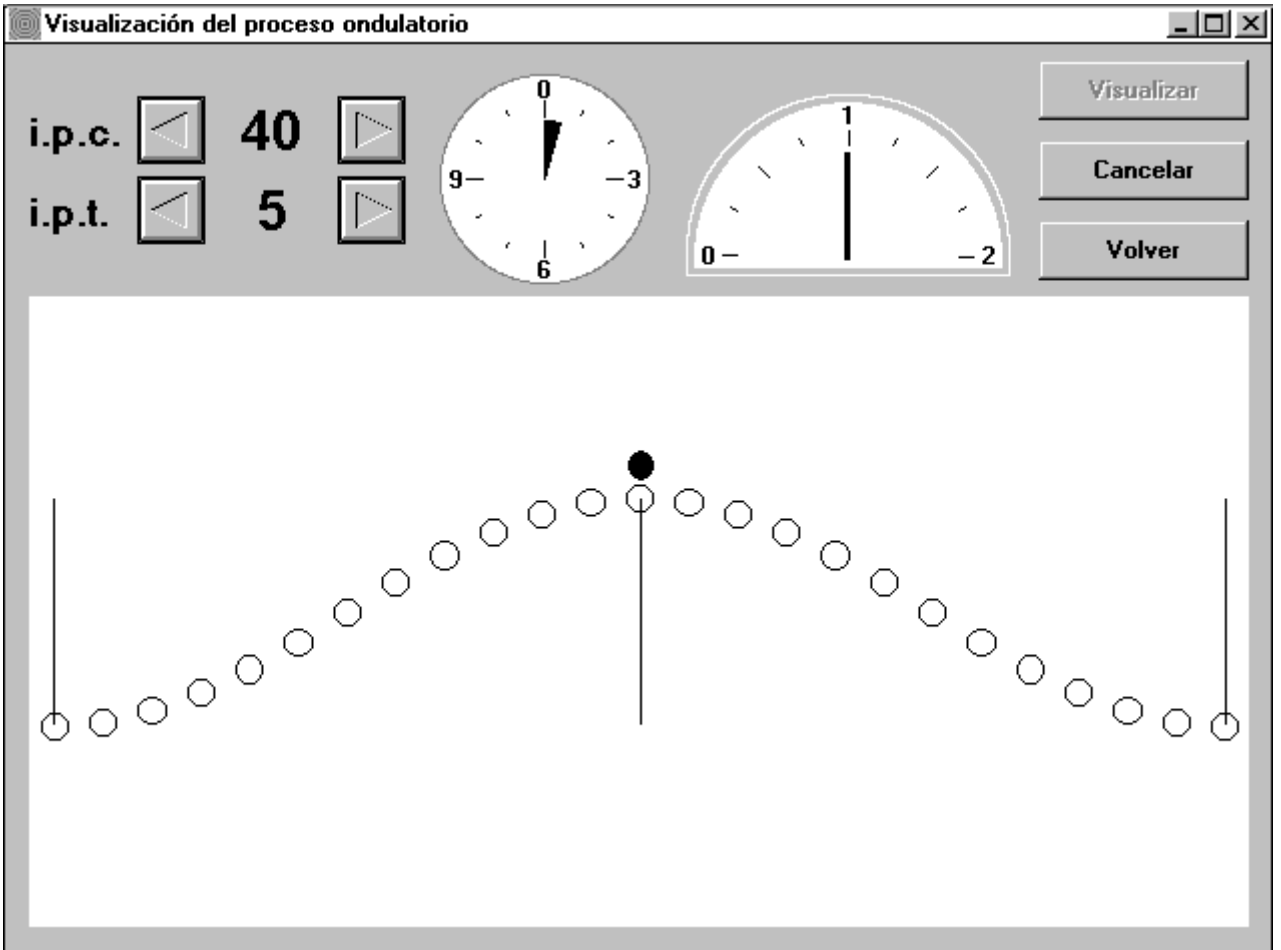 Visualización del proceso ondulatorio
i.p.c. 40
i.p.t. 5
0
3
6
9
0 1 2
Visualizar
Cancelar
Volver